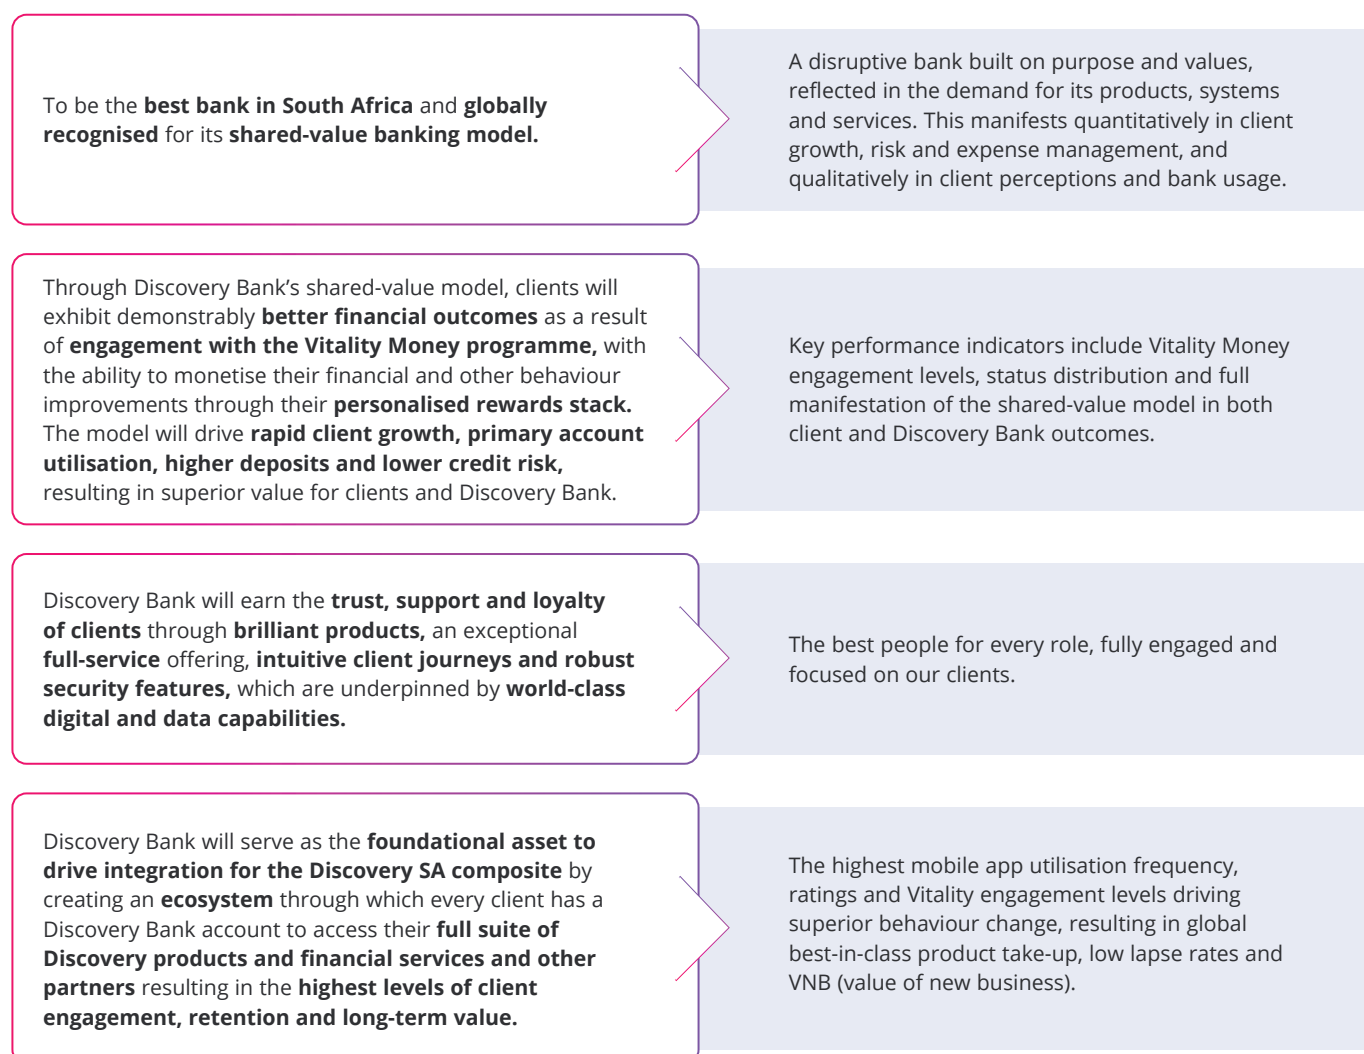 To be the best bank in South Africa and globally
recognised for its shared-value banking model.
A disruptive bank built on purpose and values,
reflected in the demand for its products, systems
and services. This manifests quantitatively in client
growth, risk and expense management, and
qualitatively in client perceptions and bank usage.
Through Discovery Bank’s shared-value model, clients will
exhibit demonstrably better financial outcomes as a result
of engagement with the Vitality Money programme, with
the ability to monetise their financial and other behaviour
improvements through their personalised rewards stack.
The model will drive rapid client growth, primary account
utilisation, higher deposits and lower credit risk,
resulting in superior value for clients and Discovery Bank.
Key performance indicators include Vitality Money
engagement levels, status distribution and full
manifestation of the shared-value model in both
client and Discovery Bank outcomes.
Discovery Bank will earn the trust, support and loyalty
of clients through brilliant products, an exceptional
full-service offering, intuitive client journeys and robust
security features, which are underpinned by world-class
digital and data capabilities.
The best people for every role, fully engaged and
focused on our clients.
Discovery Bank will serve as the foundational asset to
drive integration for the Discovery SA composite by
creating an ecosystem through which every client has a
Discovery Bank account to access their full suite of
Discovery products and financial services and other
partners resulting in the highest levels of client
engagement, retention and long-term value.
The highest mobile app utilisation frequency,
ratings and Vitality engagement levels driving
superior behaviour change, resulting in global
best-in-class product take-up, low lapse rates and
VNB (value of new business).